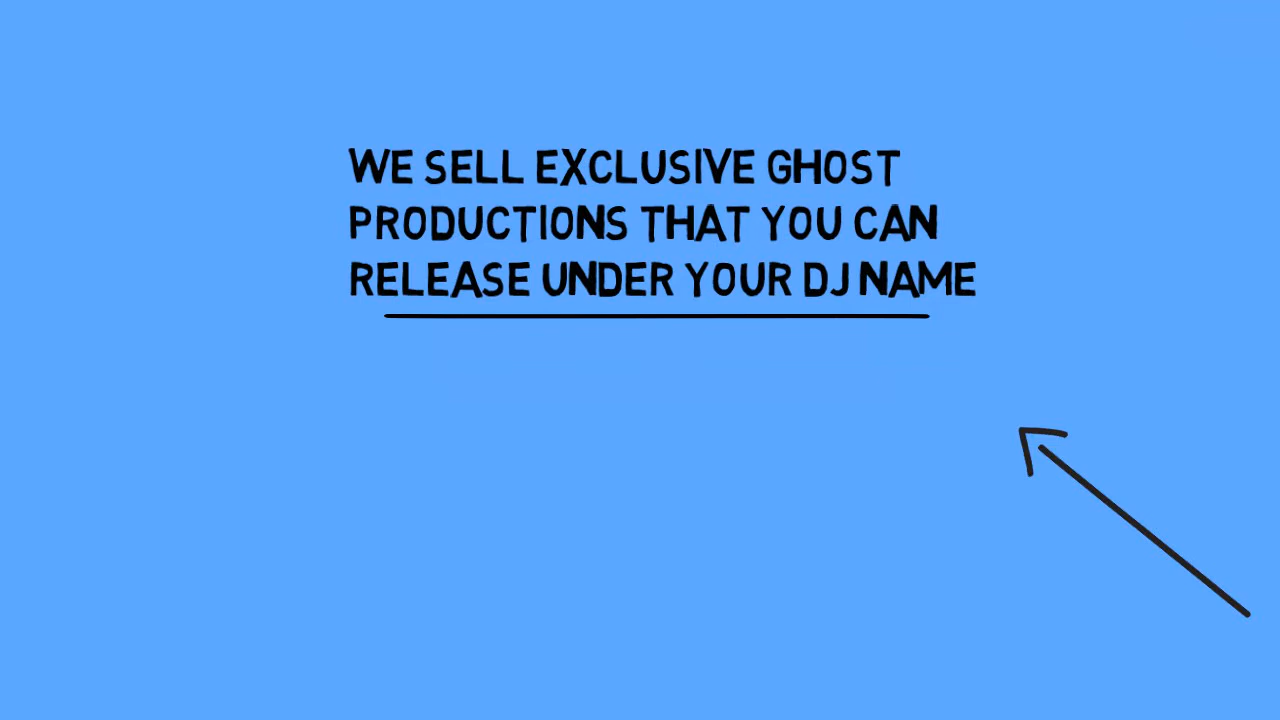 WE SELL EXCLUSIVE GHOST
PRODUCTIONS THAT YOU CAN
RELEASE UNDER YOUR DJ NAME